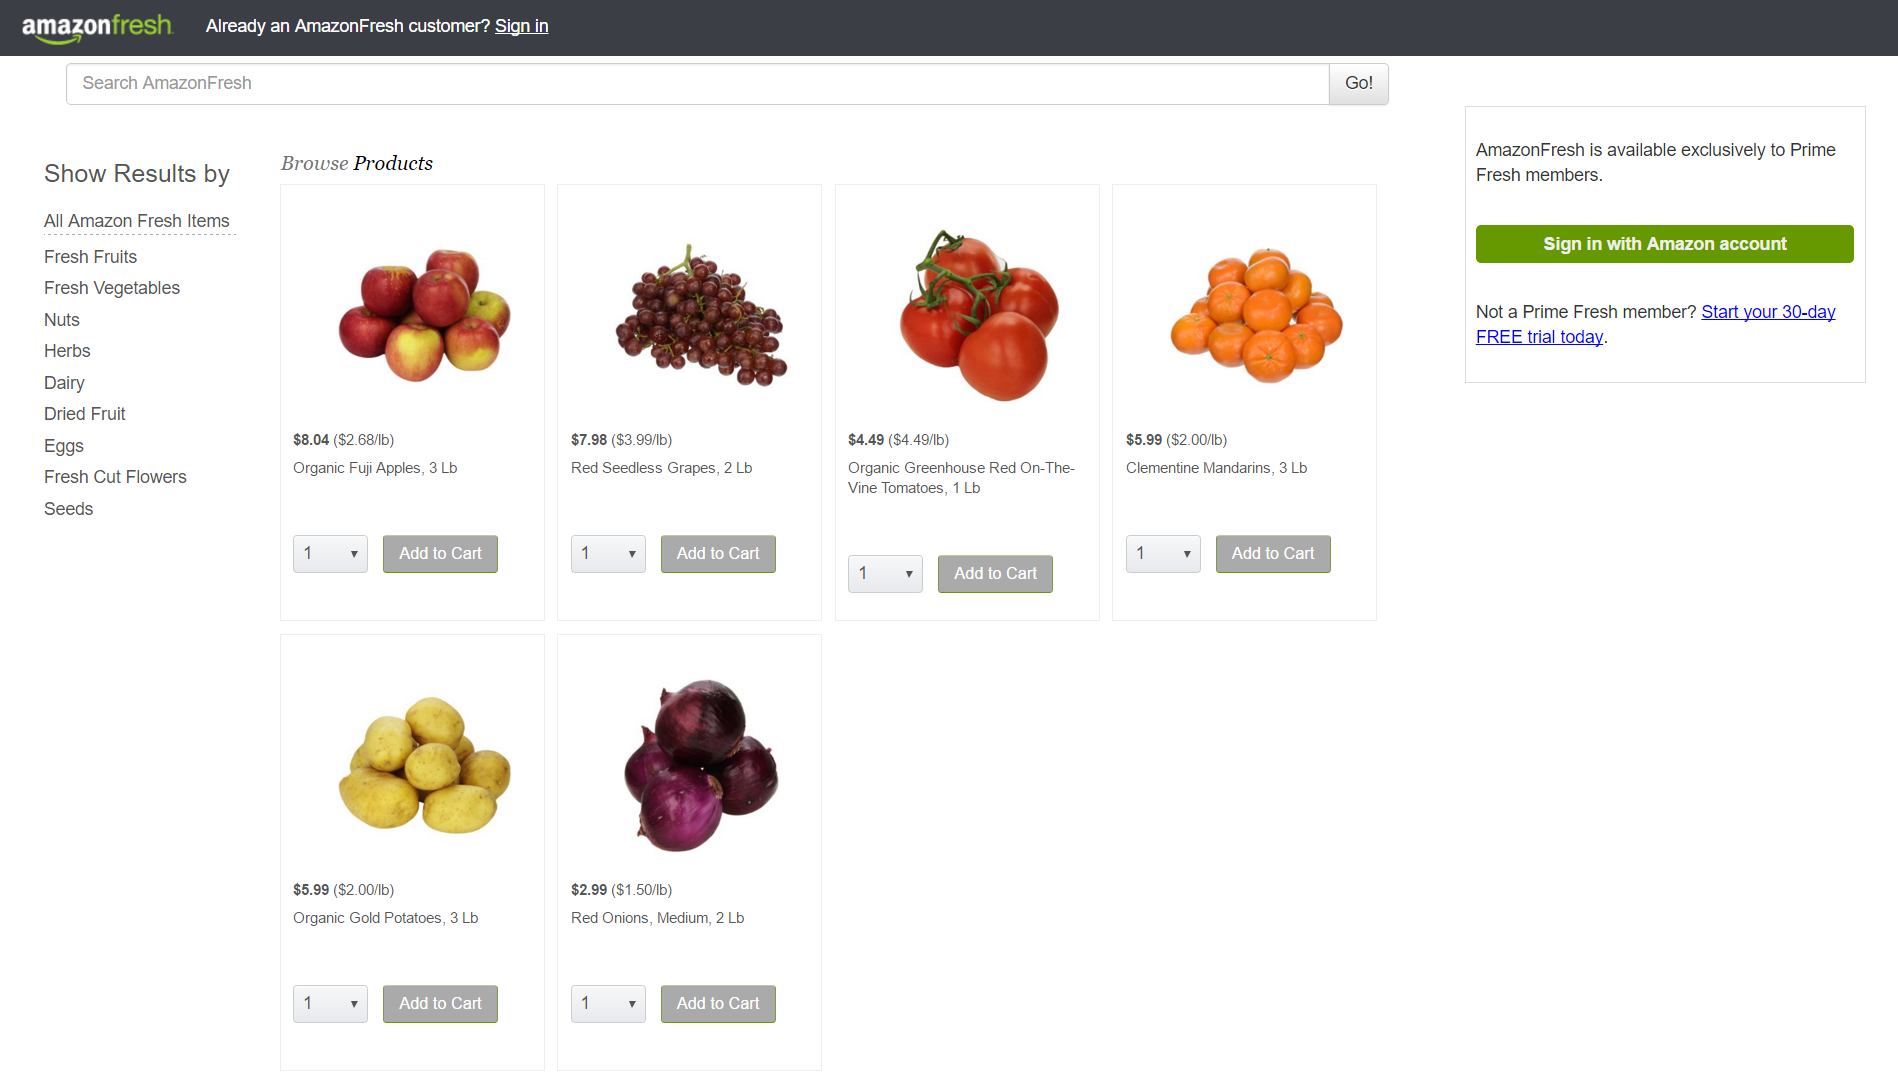 amazonfresh
Already an AmazonFresh customer? Sign in
Search AmazonFresh
Go!
Show Results by
All Amazon Fresh Items
Fresh Fruits
Fresh Vegetables
Nuts
Herbs
Dairy
Dried Fruit
Eggs
Fresh Cut Flowers
Seeds
Browse Products
$8.04 ($2.68/lb)
Organic Fuji Apples, 3 Lb
1
Add to Cart
$7.98 ($3.99/lb)
Red Seedless Grapes, 2 Lb
1
Add to Cart
$4.49 ($4.49/lb)
Organic Greenhouse Red On-The-
Vine Tomatoes, 1 Lb
1
Add to Cart
$5.99 ($2.00/lb)
Clementine Mandarins, 3 Lb
1
Add to Cart
$5.99 ($2.00/lb)
Organic Gold Potatoes, 3 Lb
1
Add to Cart
$2.99 ($1.50/lb)
Red Onions, Medium, 2 Lb
1
Add to Cart
AmazonFresh is available exclusively to Prime
Fresh members.
Sign in with Amazon account
Not a Prime Fresh member? Start your 30-day
FREE trial today.